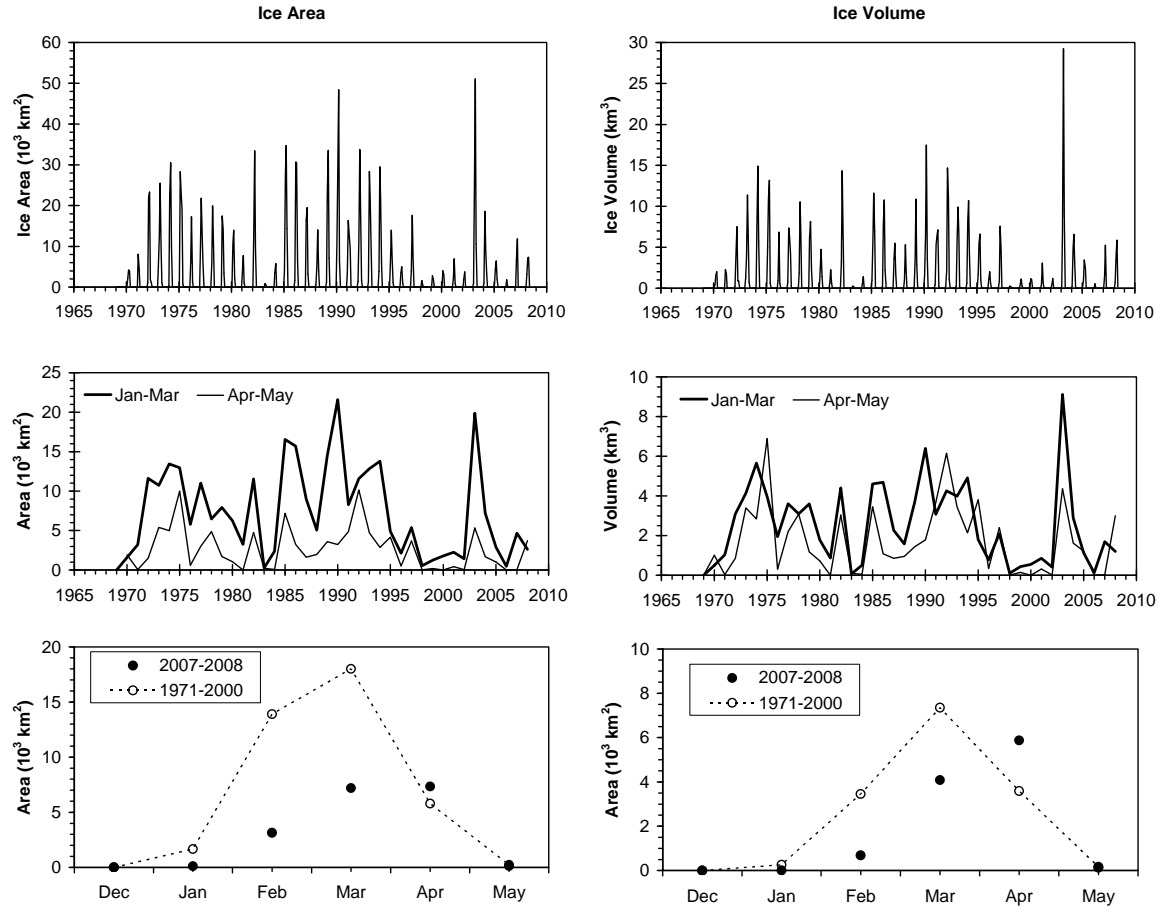 Ice Area
Ice Volume
60
50
40
30
20
10
0
Ice Area (10³ km²)
1965 1970 1975 1980 1985 1990 1995 2000 2005 2010
30
25
20
15
10
5
0
Ice Volume (km³)
1965 1970 1975 1980 1985 1990 1995 2000 2005 2010
25
20
15
10
5
0
Area (10³ km²)
Jan-Mar Apr-May
1965 1970 1975 1980 1985 1990 1995 2000 2005 2010
10
8
6
4
2
0
Volume (km³)
Jan-Mar Apr-May
1965 1970 1975 1980 1985 1990 1995 2000 2005 2010
20
15
10
5
0
Area (10³ km²)
2007-2008
1971-2000
Dec Jan Feb Mar Apr May
10
8
6
4
2
0
Area (10³ km²)
2007-2008
1971-2000
Dec Jan Feb Mar Apr May